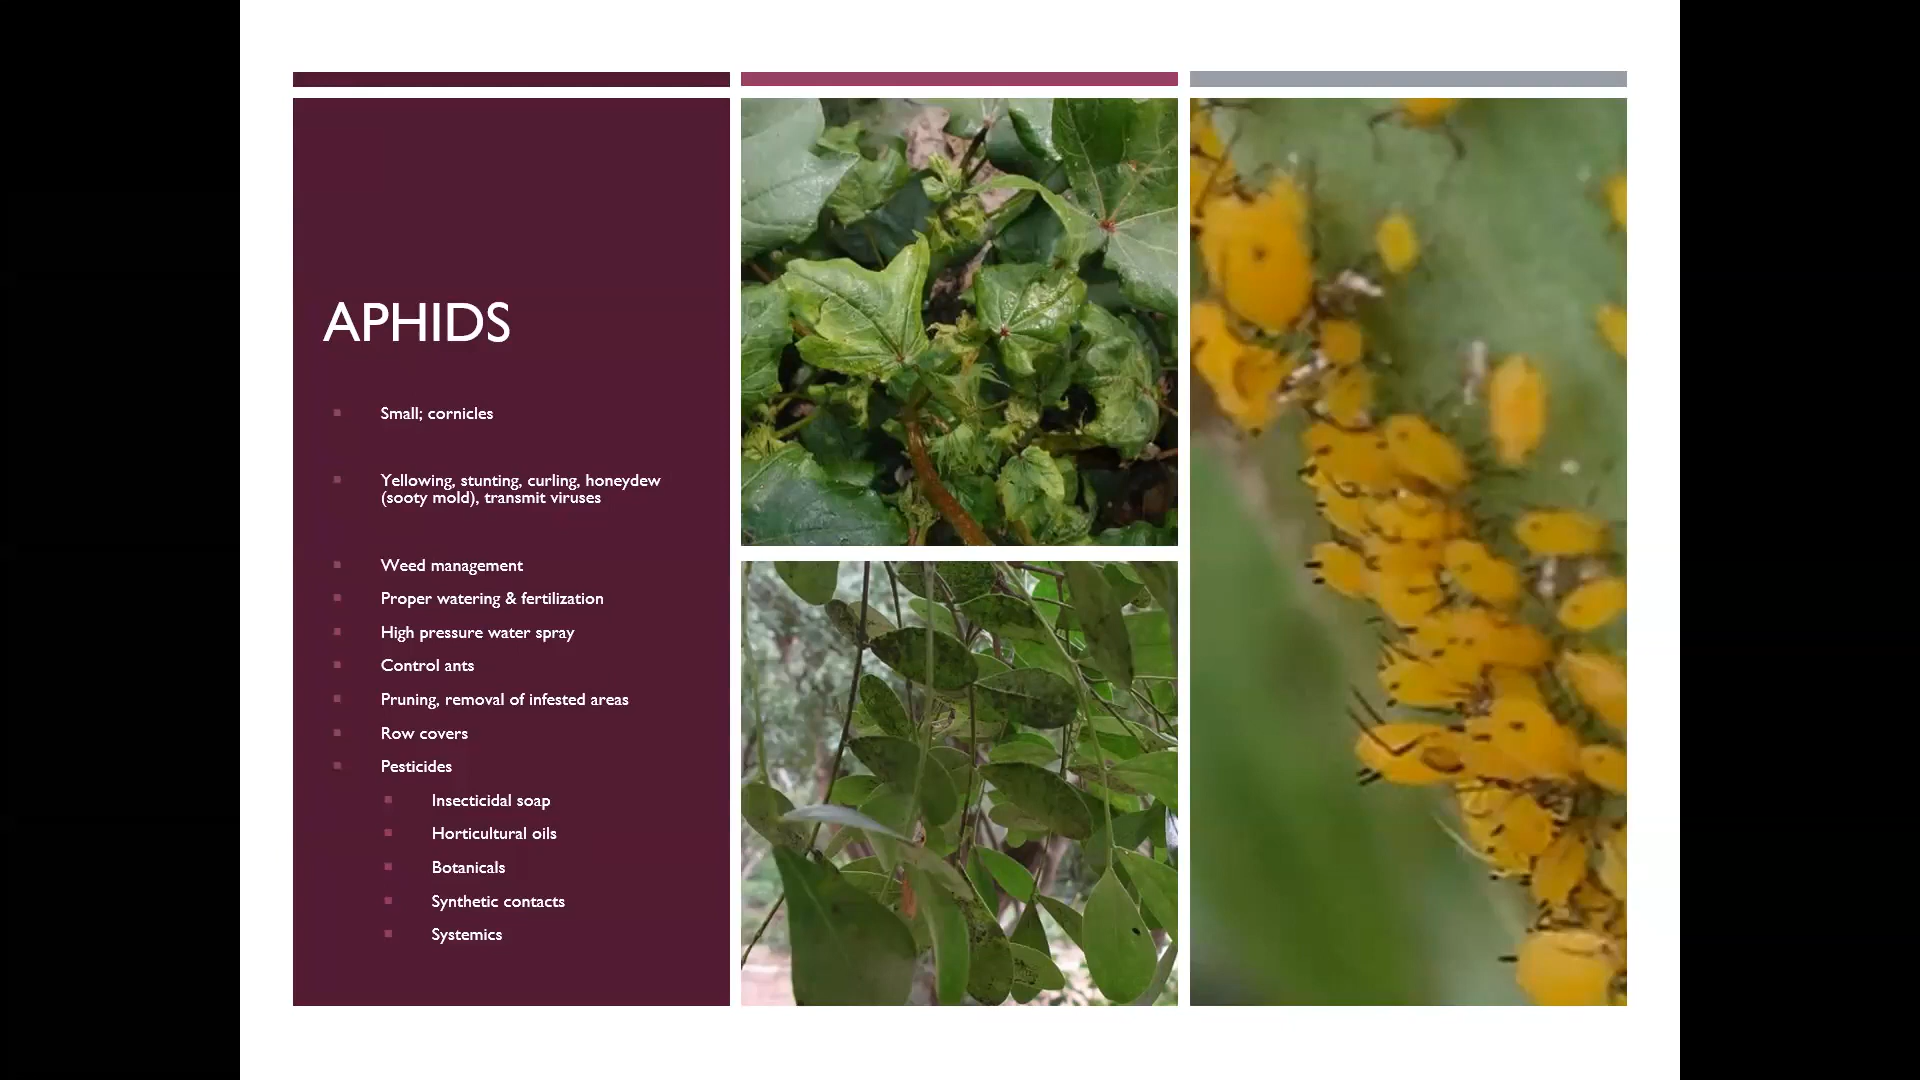 APHIDS
Small; cornicles
Yellowing, stunting, curling, honeydew
(sooty mold), transmit viruses
Weed management
Proper watering & fertilization
High pressure water spray
Control ants
Pruning, removal of infested areas
Row covers
Pesticides
Insecticidal soap
Horticultural oils
Botanicals
Synthetic contacts
Systemics